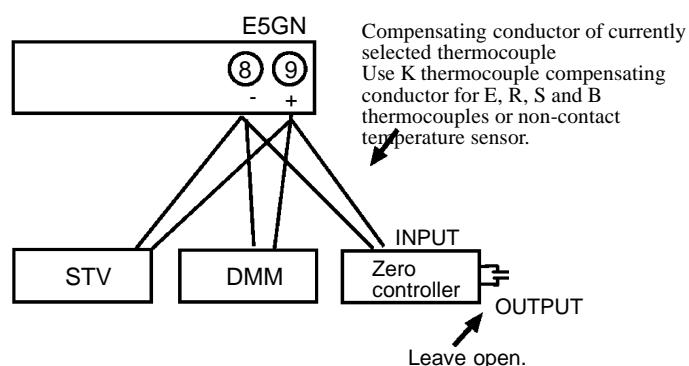 E5GN
8 9
- +
Compensating conductor of currently
selected thermocouple
Use K thermocouple compensating
conductor for E, R, S and B
thermocouples or non-contact
temperature sensor.
STV
DMM
INPUT
Zero
controller
OUTPUT
Leave open.